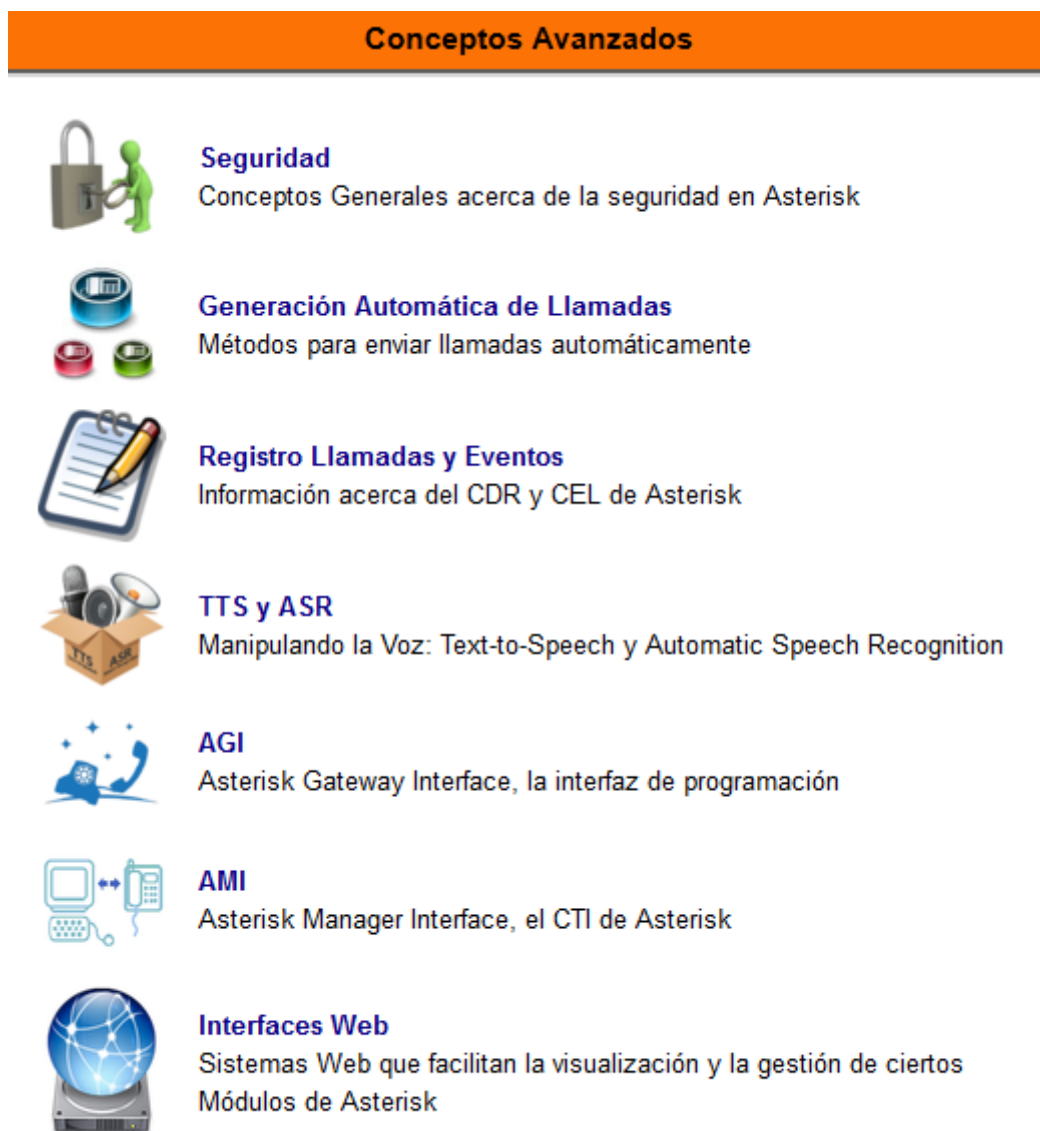 Conceptos Avanzados
Seguridad
Conceptos Generales acerca de la seguridad en Asterisk
Generación Automática de Llamadas
Métodos para enviar llamadas automáticamente
Registro Llamadas y Eventos
Información acerca del CDR y CEL de Asterisk
TTS ASR
TTS y ASR
Manipulando la Voz: Text-to-Speech y Automatic Speech Recognition
AGI
Asterisk Gateway Interface, la interfaz de programación
AMI
Asterisk Manager Interface, el CTI de Asterisk
Interfaces Web
Sistemas Web que facilitan la visualización y la gestión de ciertos
Módulos de Asterisk